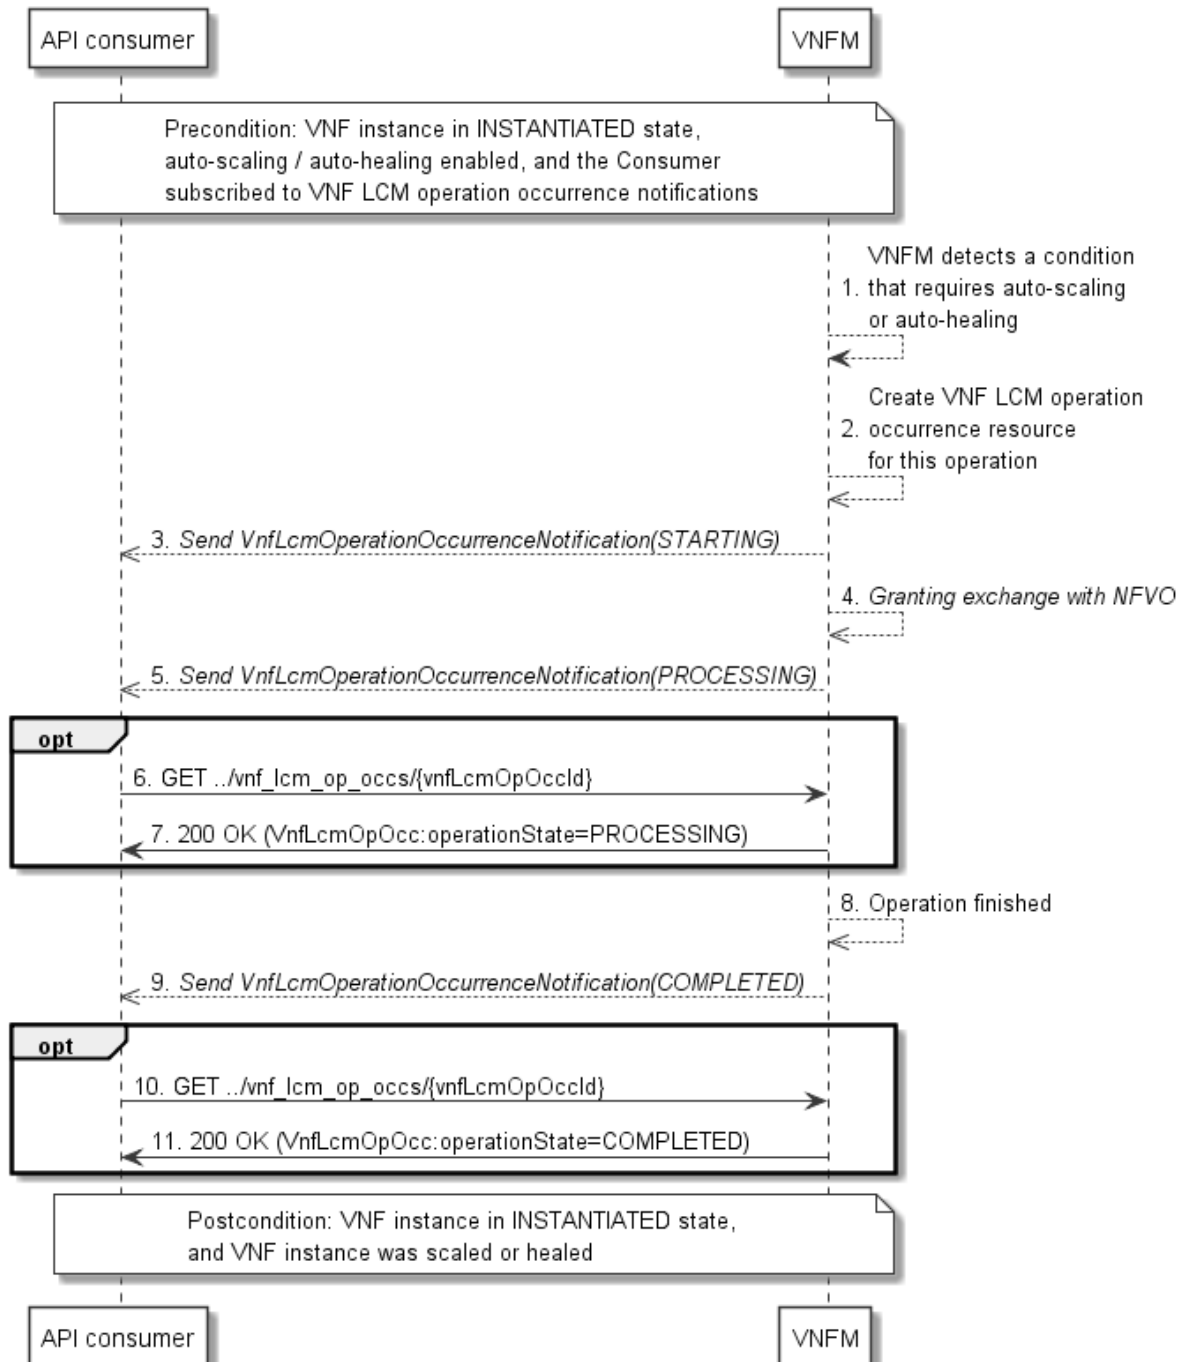 API consumer
VNFM
Precondition: VNF instance in INSTANTIATED state,
auto-scaling / auto-healing enabled, and the Consumer
subscribed to VNF LCM operation occurrence notifications
VNFM detects a condition
1. that requires auto-scaling
or auto-healing
Create VNF LCM operation
2. occurrence resource
for this operation
3. Send VnfLcmOperationOccurrenceNotification(STARTING)
4. Granting exchange with NFVO
5. Send VnfLcmOperationOccurrenceNotification(PROCESSING)
opt
6. GET ../vnf_lcm_op_occs/{vnfLcmOpOccId}
7. 200 OK (VnfLcmOpOcc:operationState=PROCESSING)
8. Operation finished
9. Send VnfLcmOperationOccurrenceNotification(COMPLETED)
opt
10. GET ../vnf_lcm_op_occs/{vnfLcmOpOccId}
11. 200 OK (VnfLcmOpOcc:operationState=COMPLETED)
Postcondition: VNF instance in INSTANTIATED state,
and VNF instance was scaled or healed
API consumer
VNFM